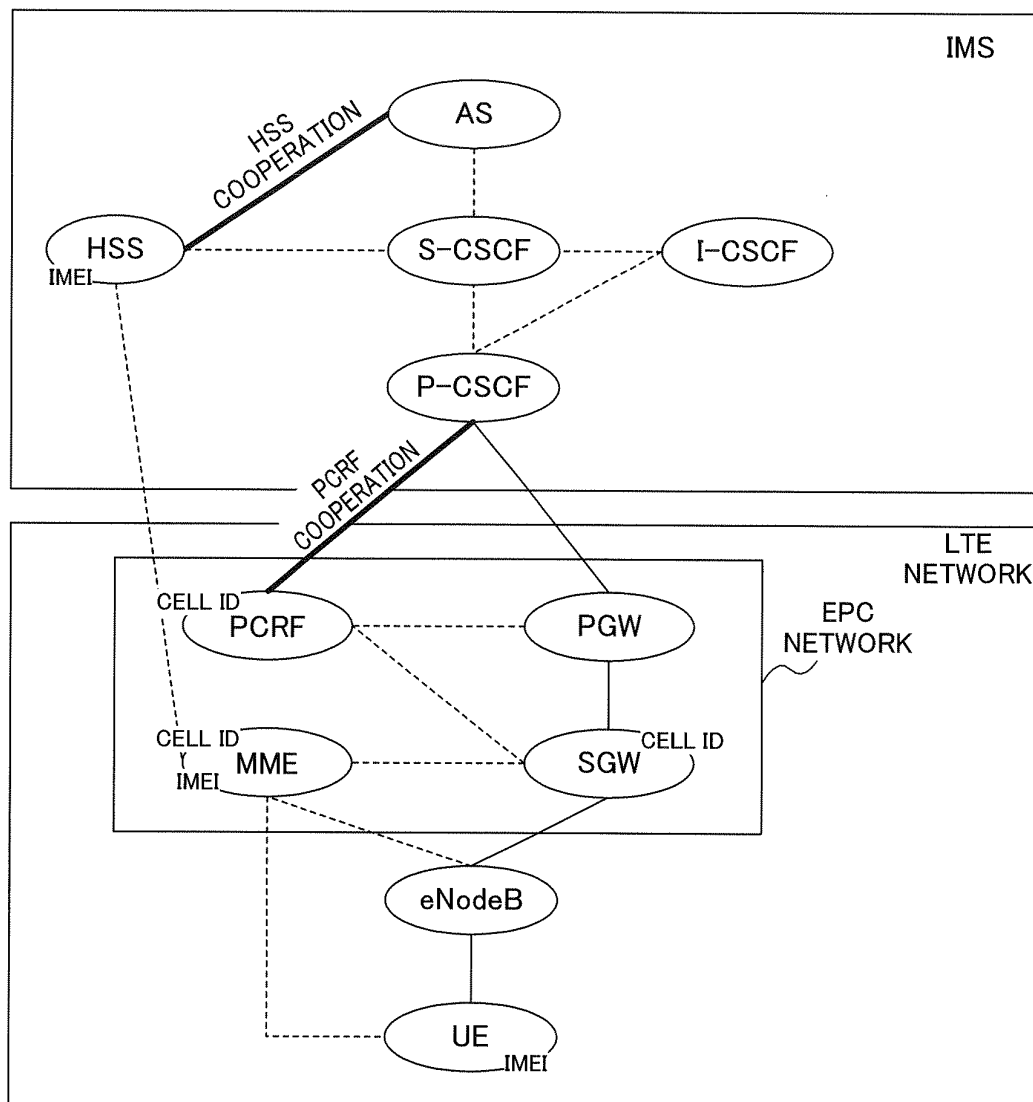 IMS
AS
HSS
COOPERATION
HSS
IMEI
S-CSCF
I-CSCF
P-CSCF
PCRF
COOPERATION
LTE
NETWORK
EPC
NETWORK
CELL ID
PCRF
PGW
CELL ID
MME
IMEI
CELL ID
SGW
eNodeB
UE
IMEI